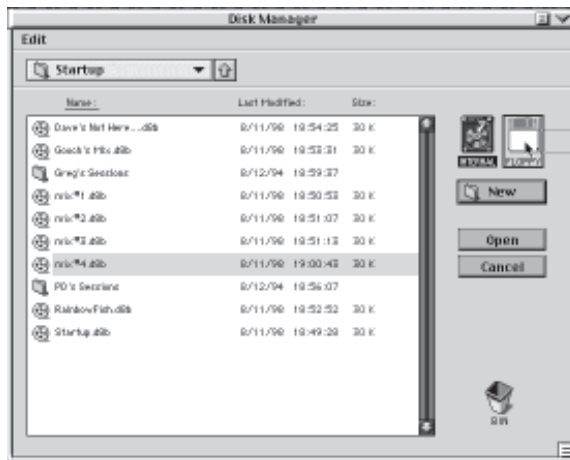 Disk Manager
Edit
Startup
Name: Last Modified: Size:
Dave's Not Here...d8b 8/11/98 18:54:25 30 K
Gooch's Mix.d8b 8/11/98 18:53:31 30 K
Greg's Sessions 8/12/94 18:59:37
mix#1.d8b 8/11/98 18:50:53 30 K
mix#2.d8b 8/11/98 18:51:07 30 K
mix#3.d8b 8/11/98 18:51:13 30 K
mix#4.d8b 8/11/98 19:00:43 30 K
PD's Sessions 8/12/94 18:56:07
RainbowFish.d8b 8/11/98 18:52:52 30 K
Startup.d8b 8/11/98 18:49:28 30 K
INTERNAL FLOPPY
New
Open
Cancel
BIN